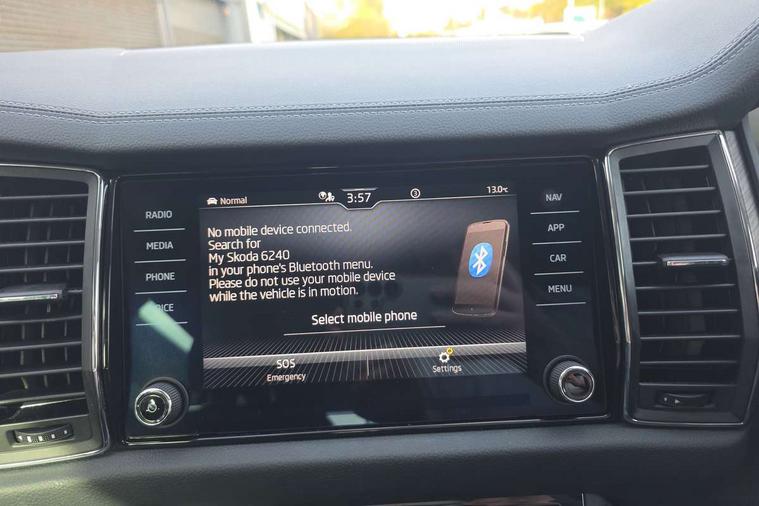 RADIO
MEDIA
PHONE
Normal
3:57
3
13.0°C
No mobile device connected.
Search for
My Skoda 6240
in your phone's Bluetooth menu.
Please do not use your mobile device
while the vehicle is in motion.
Select mobile phone
SOS
Emergency
Settings
NAV
APP
CAR
MENU